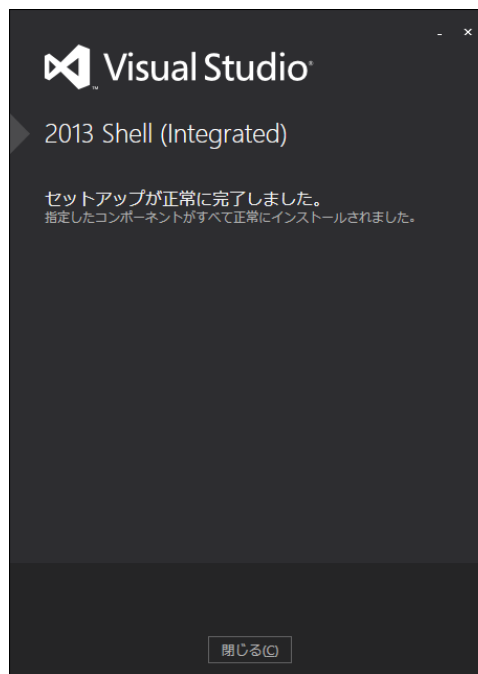 Visual Studio®
2013 Shell (Integrated)
セットアップが正常に完了しました。
指定したコンポーネントがすべて正常にインストールされました。
閉じる(C)